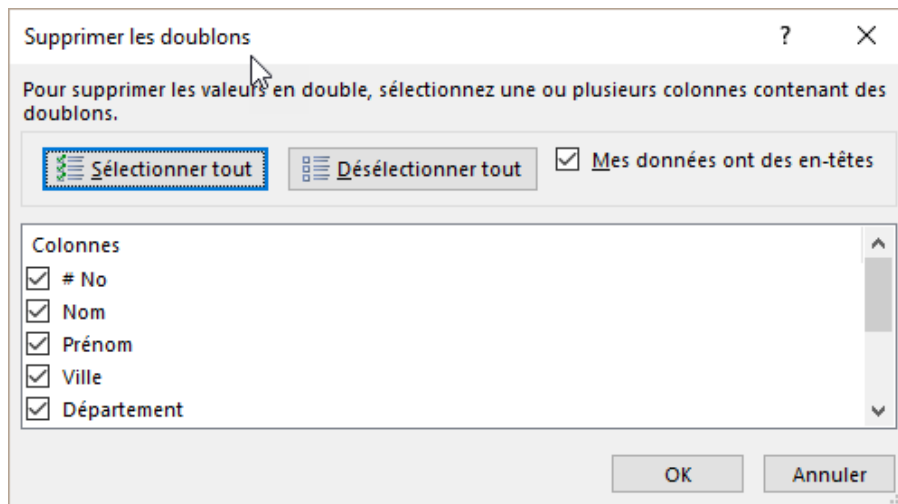 Supprimer les doublons
?
Pour supprimer les valeurs en double, sélectionnez une ou plusieurs colonnes contenant des
doublons.
Sélectionner tout
Désélectionner tout
Mes données ont des en-têtes
Colonnes
# No
Nom
Prénom
Ville
Département
OK
Annuler